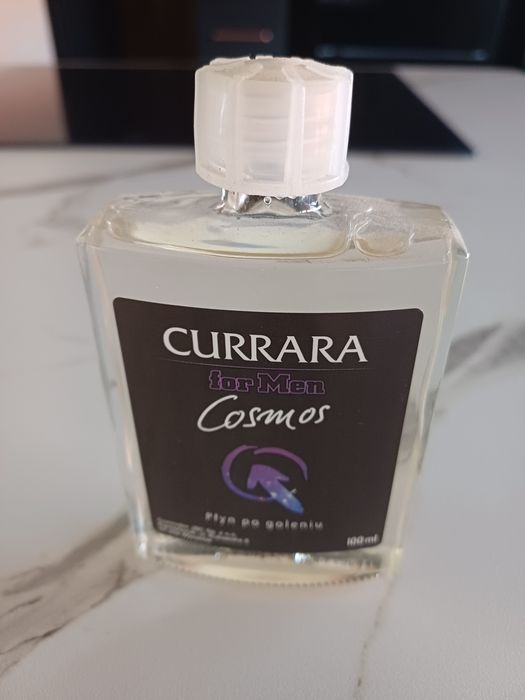 CURRARA
for Men
Cosmos
Płyn po goleniu
100 ml